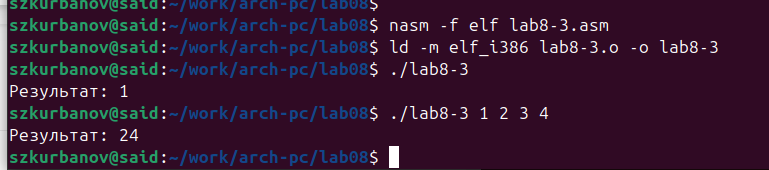 szkurbanov@said:~/work/arch-pc/lab08$
szkurbanov@said:~/work/arch-pc/lab08$ nasm -f elf lab8-3.asm
szkurbanov@said:~/work/arch-pc/lab08$ ld -m elf_i386 lab8-3.o -o lab8-3
szkurbanov@said:~/work/arch-pc/lab08$ ./lab8-3
Результат: 1
szkurbanov@said:~/work/arch-pc/lab08$ ./lab8-3 1 2 3 4
Результат: 24
szkurbanov@said:~/work/arch-pc/lab08$